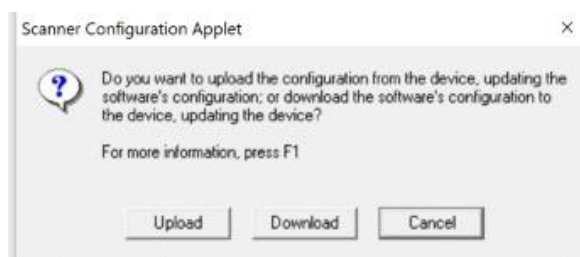 Scanner Configuration Applet
Do you want to upload the configuration from the device, updating the
software's configuration; or download the software's configuration to
the device, updating the device?
For more information, press F1
Upload Download Cancel